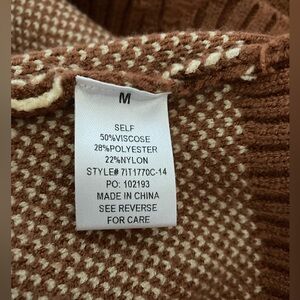 M
SELF
50%VISCOSE
28%POLYESTER
22%NYLON
STYLE# 7IT1770C-14
PO: 102193
MADE IN CHINA
SEE REVERSE
FOR CARE